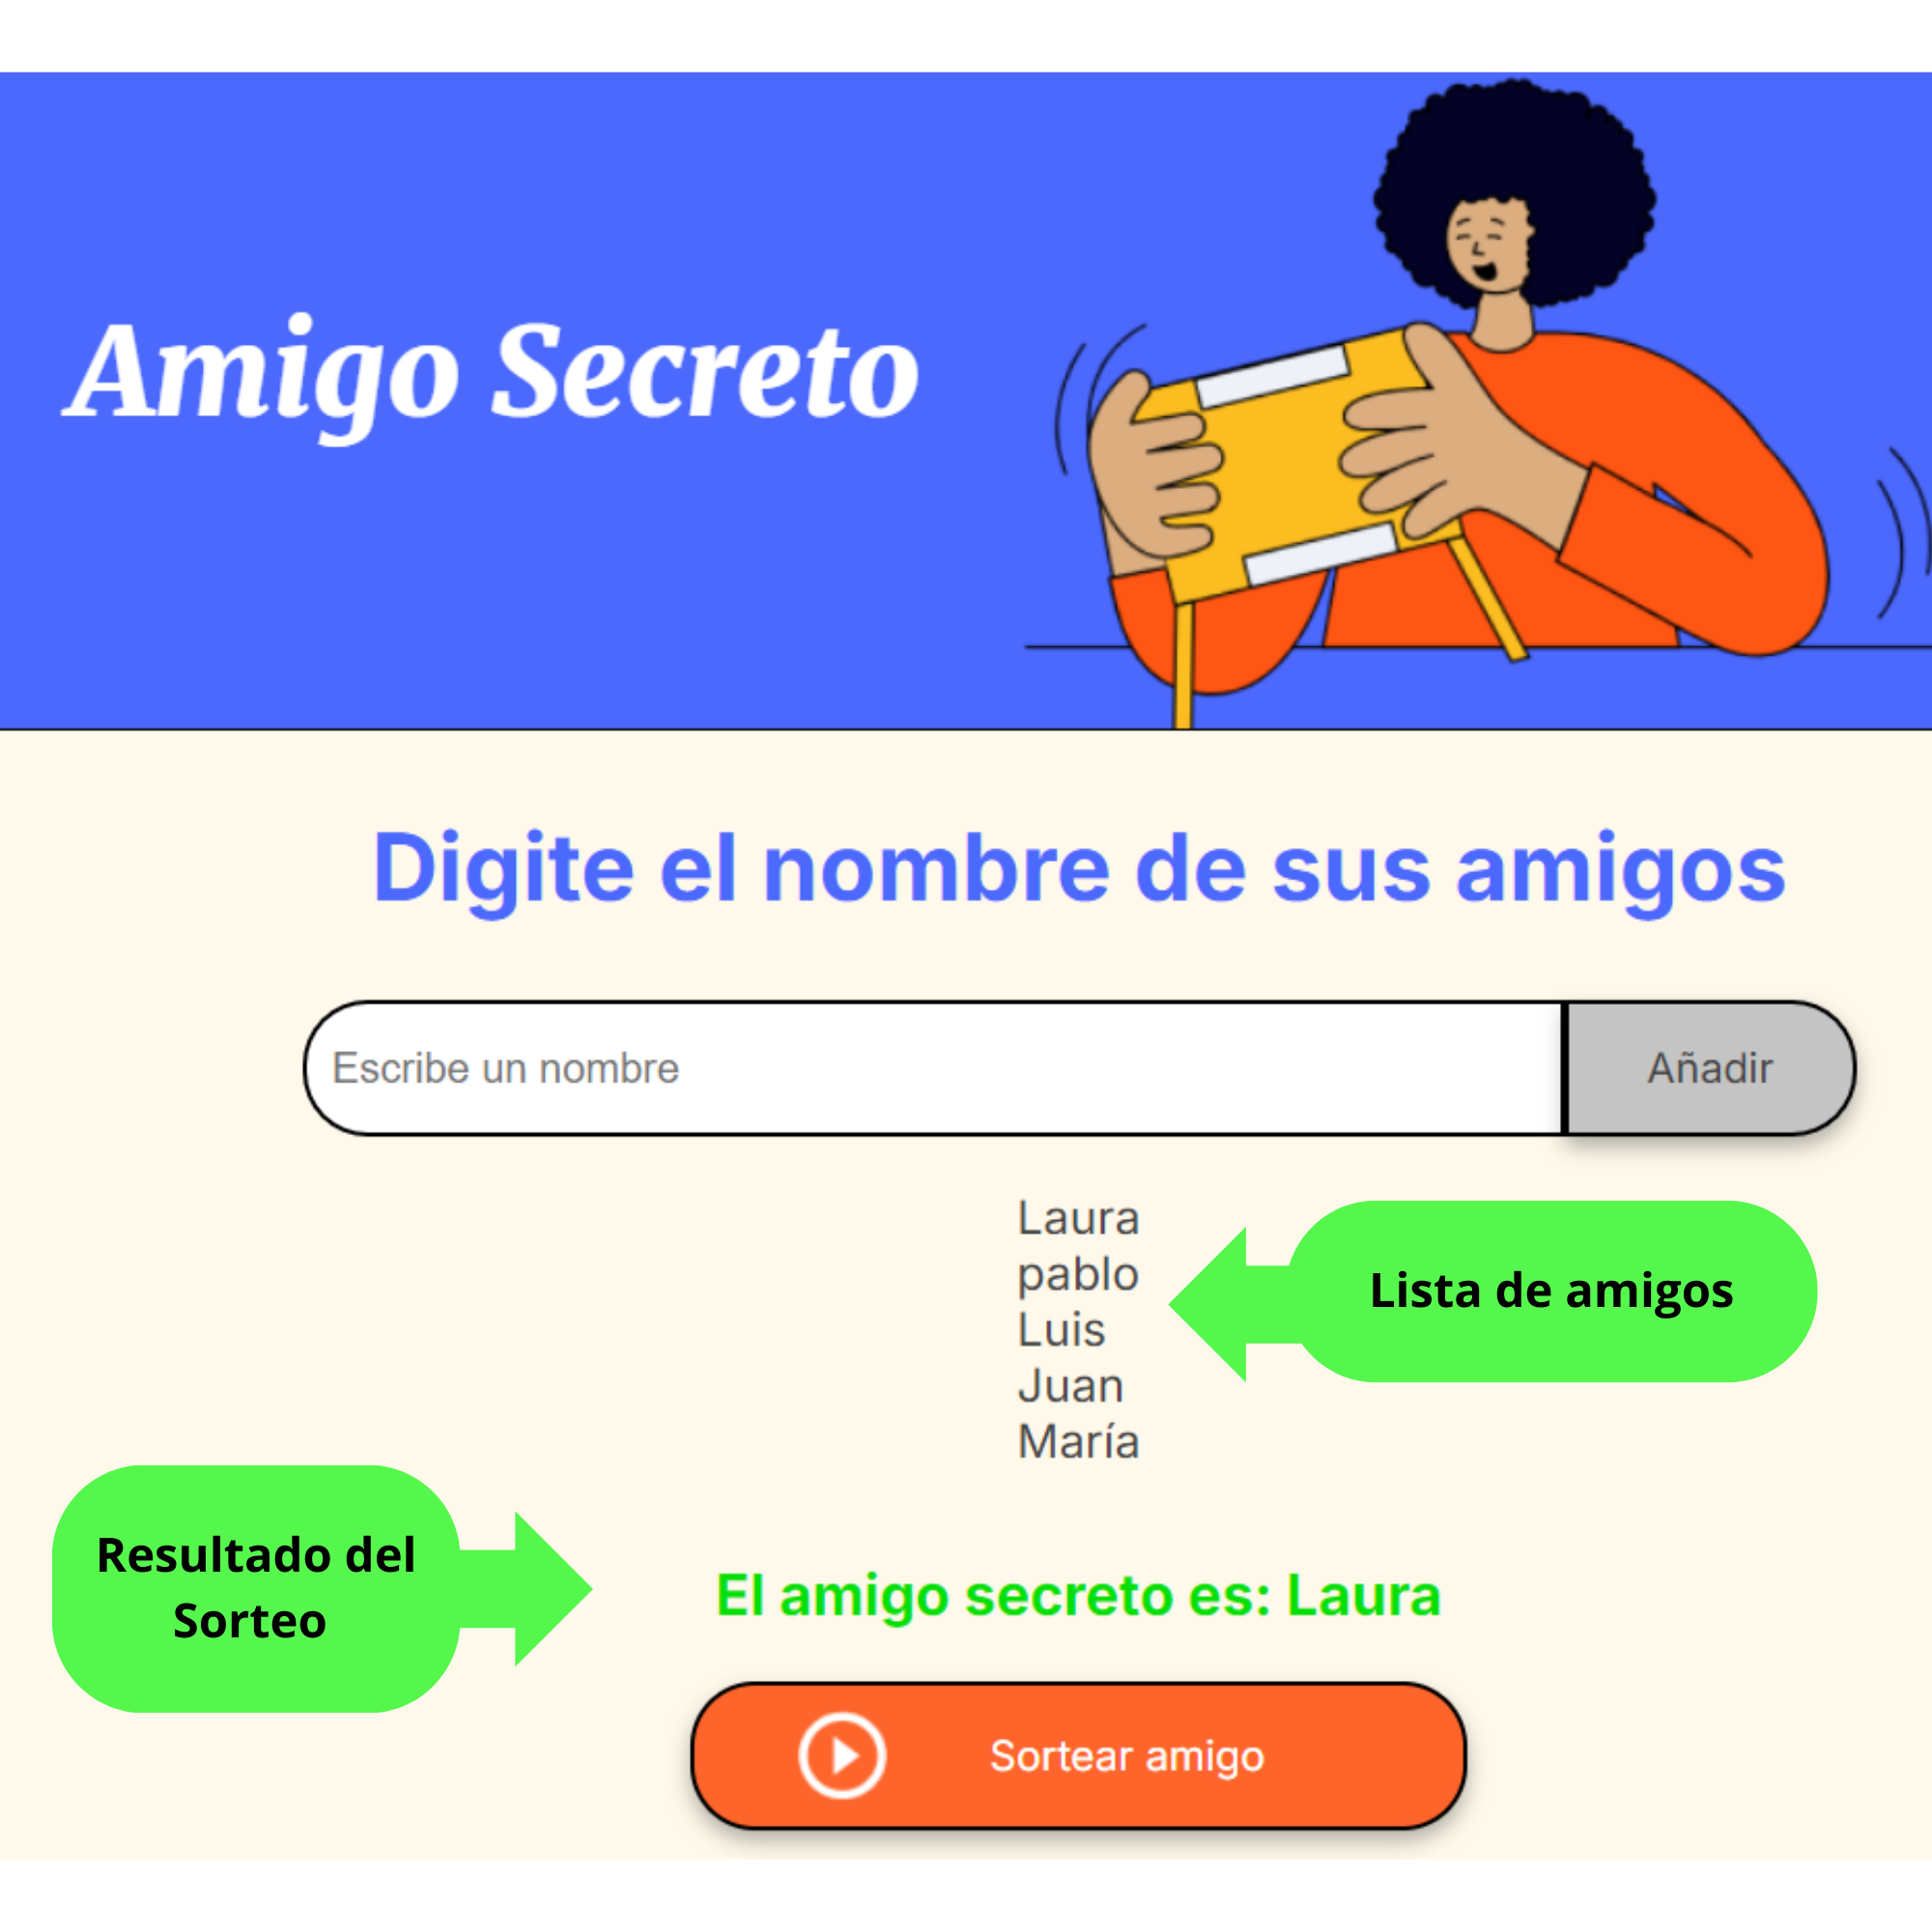 Amigo Secreto
Digite el nombre de sus amigos
Escribe un nombre
Añadir
Laura
pablo
Luis
Juan
María
Lista de amigos
Resultado del
Sorteo
El amigo secreto es: Laura
Sortear amigo